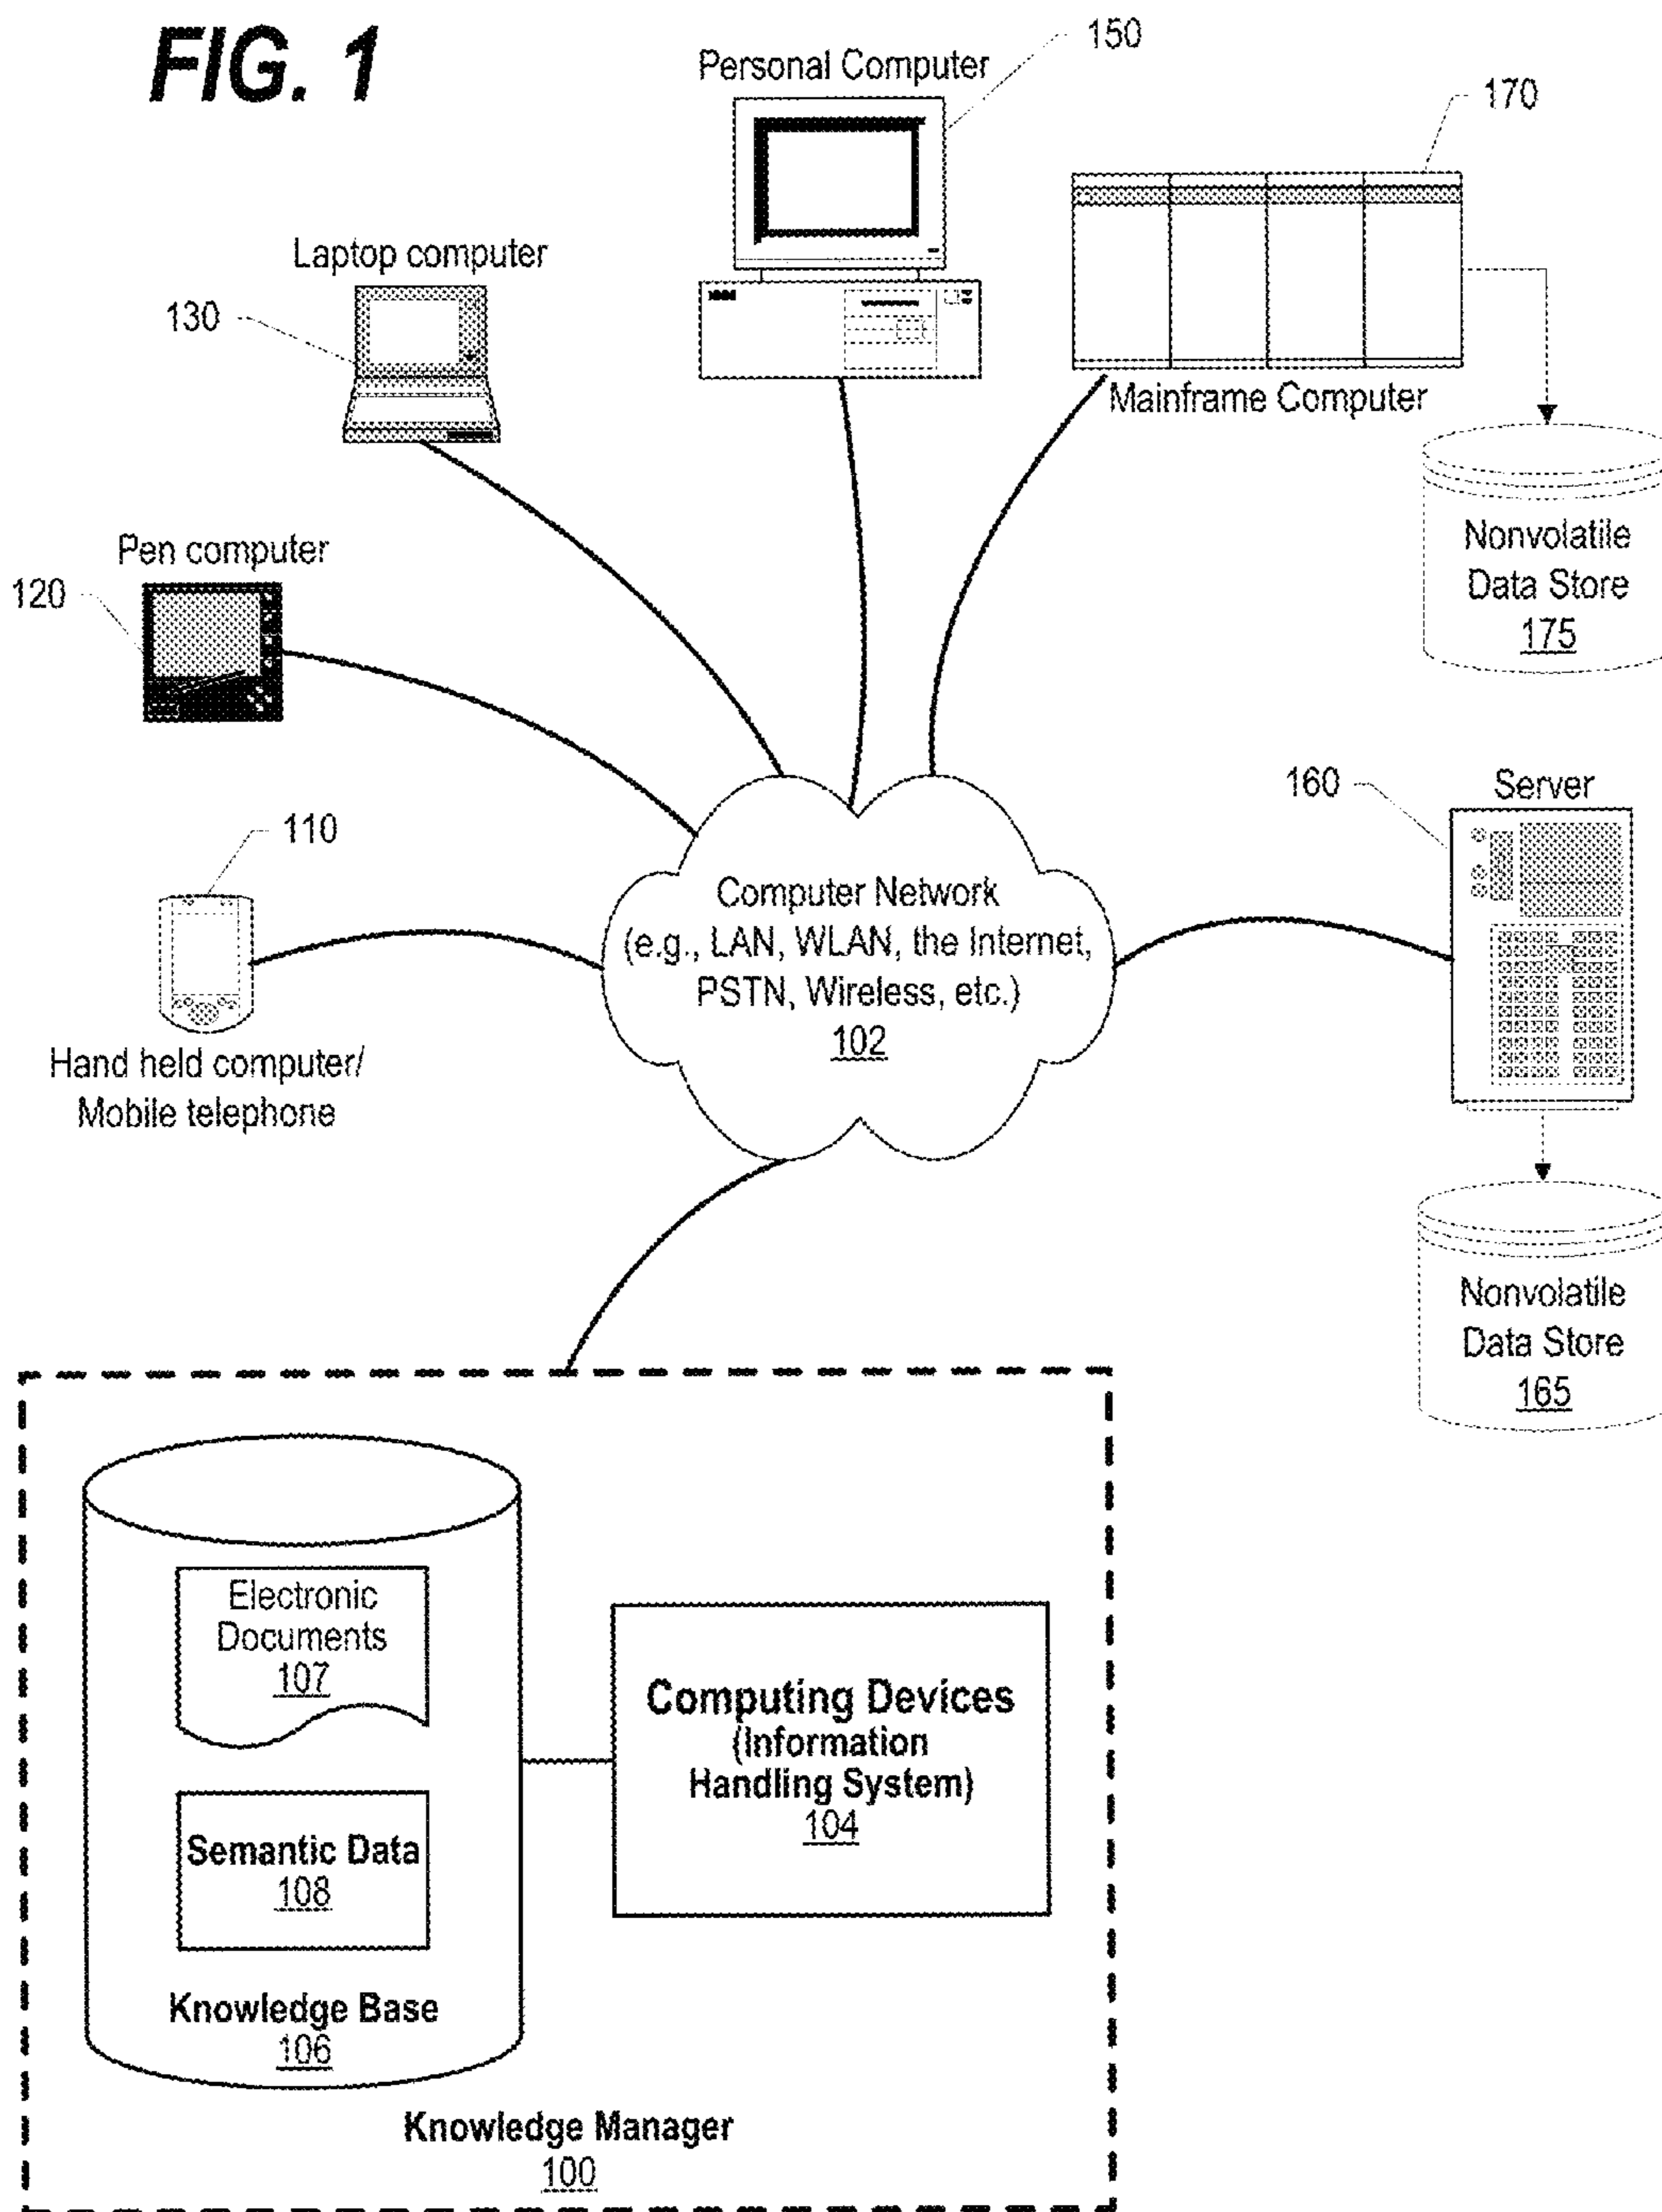 FIG. 1
Personal Computer
150
170
Laptop computer
130
Mainframe Computer
Nonvolatile
Data Store
175
Pen computer
120
160
Server
110
Computer Network
(e.g., LAN, WLAN, the Internet,
PSTN, Wireless, etc.)
102
Hand held computer/
Mobile telephone
Nonvolatile
Data Store
165
Electronic
Documents
107
Computing Devices
(Information
Handling System)
104
Semantic Data
108
Knowledge Base
106
Knowledge Manager
100